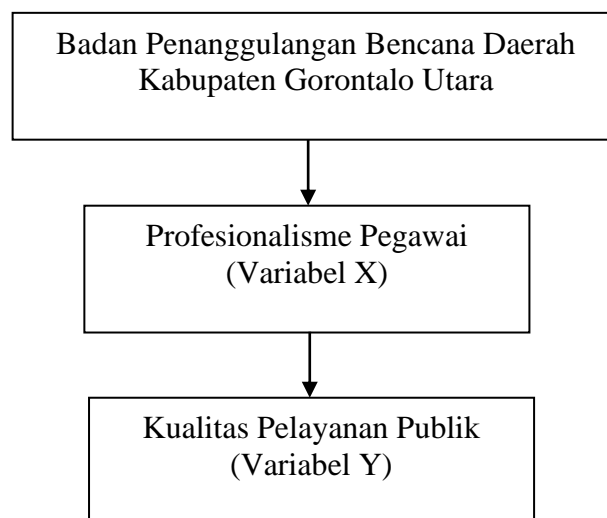 Badan Penanggulangan Bencana Daerah
Kabupaten Gorontalo Utara
Profesionalisme Pegawai
(Variabel X)
Kualitas Pelayanan Publik
(Variabel Y)